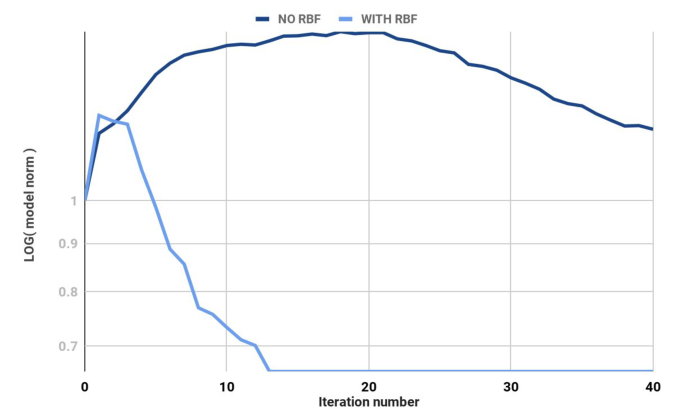 NO RBF WITH RBF
LOG( model norm )
1
0.9
0.8
0.7
0 10 20 30 40
Iteration number